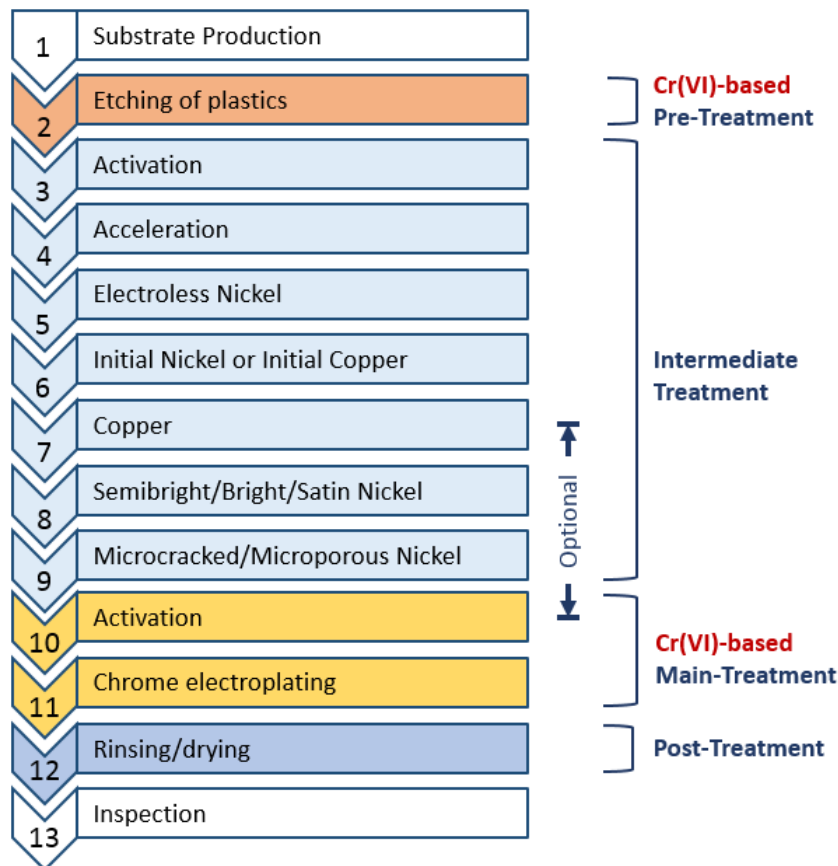 1 Substrate Production
2 Etching of plastics
Cr(VI)-based
Pre-Treatment
3 Activation
4 Acceleration
5 Electroless Nickel
6 Initial Nickel or Initial Copper
Intermediate
Treatment
7 Copper
8 Semibright/Bright/Satin Nickel
9 Microcracked/Microporous Nickel
Optional
10 Activation
11 Chrome electroplating
Cr(VI)-based
Main-Treatment
12 Rinsing/drying
Post-Treatment
13 Inspection